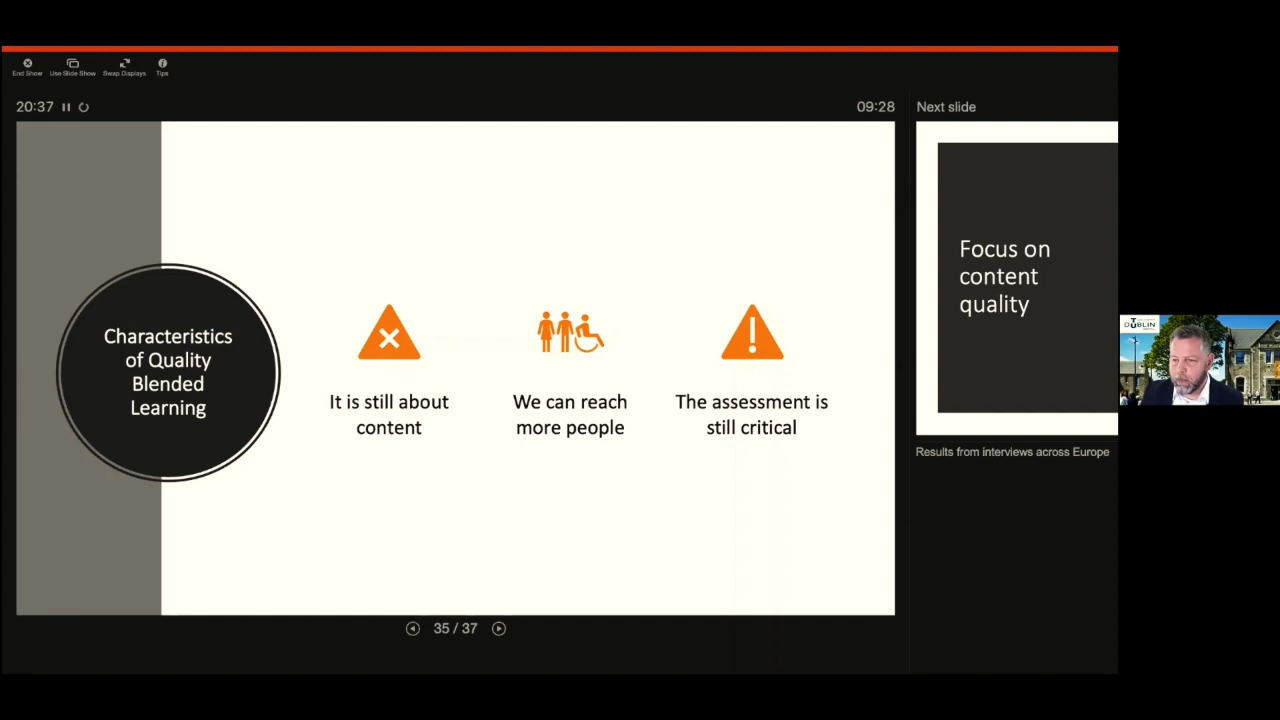 End Show
Use Slide Show
Swap Displays
Tips
20:37
09:28
Next slide
Characteristics
of Quality
Blended
Learning
It is still about
content
We can reach
more people
The assessment is
still critical
35 / 37
Focus on
content
quality
Results from interviews across Europe
DUBLIN